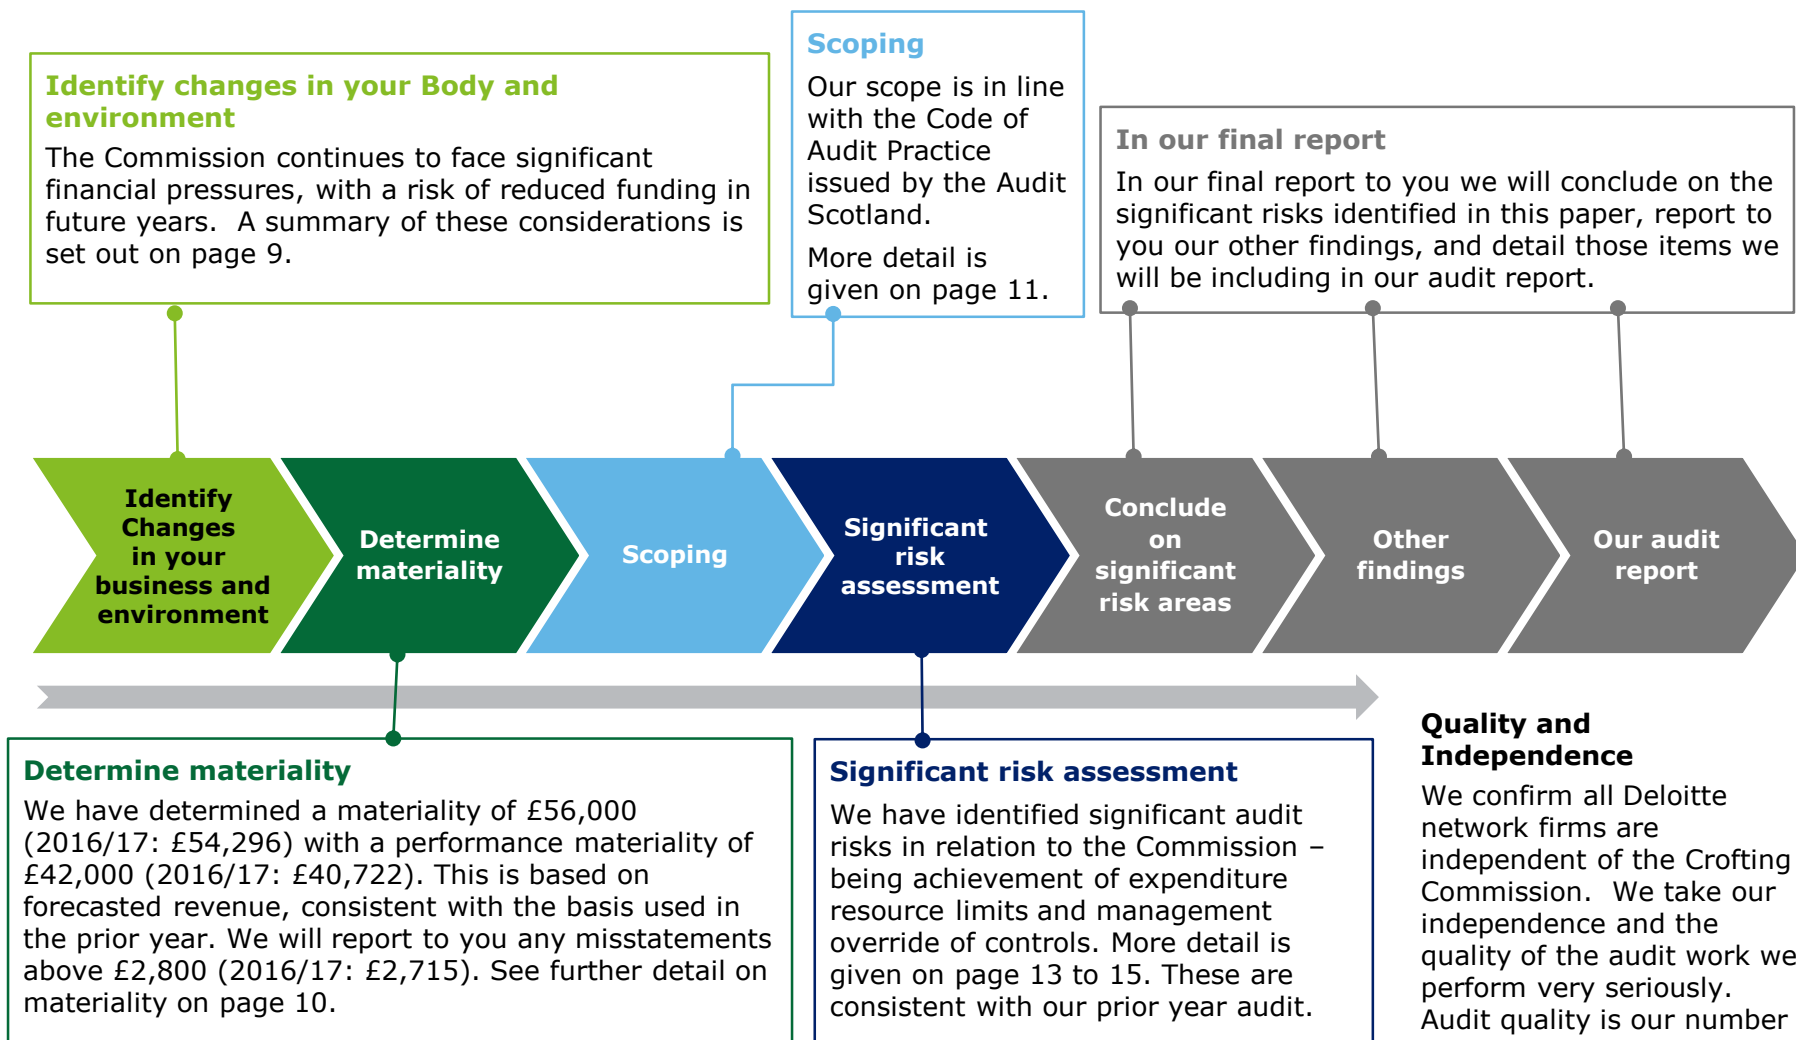 Identify changes in your Body and
environment
The Commission continues to face significant
financial pressures, with a risk of reduced funding in
future years.  A summary of these considerations is
set out on page 9.
Scoping
Our scope is in line
with the Code of
Audit Practice
issued by the Audit
Scotland.
More detail is
given on page 11.
In our final report
In our final report to you we will conclude on the
significant risks identified in this paper, report to
you our other findings, and detail those items we
will be including in our audit report.
Identify
Changes
in your
business and
environment
Determine
materiality
Scoping
Significant
risk
assessment
Conclude
on
significant
risk areas
Other
findings
Our audit
report
Determine materiality
We have determined a materiality of £56,000
(2016/17: £54,296) with a performance materiality of
£42,000 (2016/17: £40,722). This is based on
forecasted revenue, consistent with the basis used in
the prior year. We will report to you any misstatements
above £2,800 (2016/17: £2,715). See further detail on
materiality on page 10.
Significant risk assessment
We have identified significant audit
risks in relation to the Commission –
being achievement of expenditure
resource limits and management
override of controls. More detail is
given on page 13 to 15. These are
consistent with our prior year audit.
Quality and
Independence
We confirm all Deloitte
network firms are
independent of the Crofting
Commission.  We take our
independence and the
quality of the audit work we
perform very seriously.
Audit quality is our number